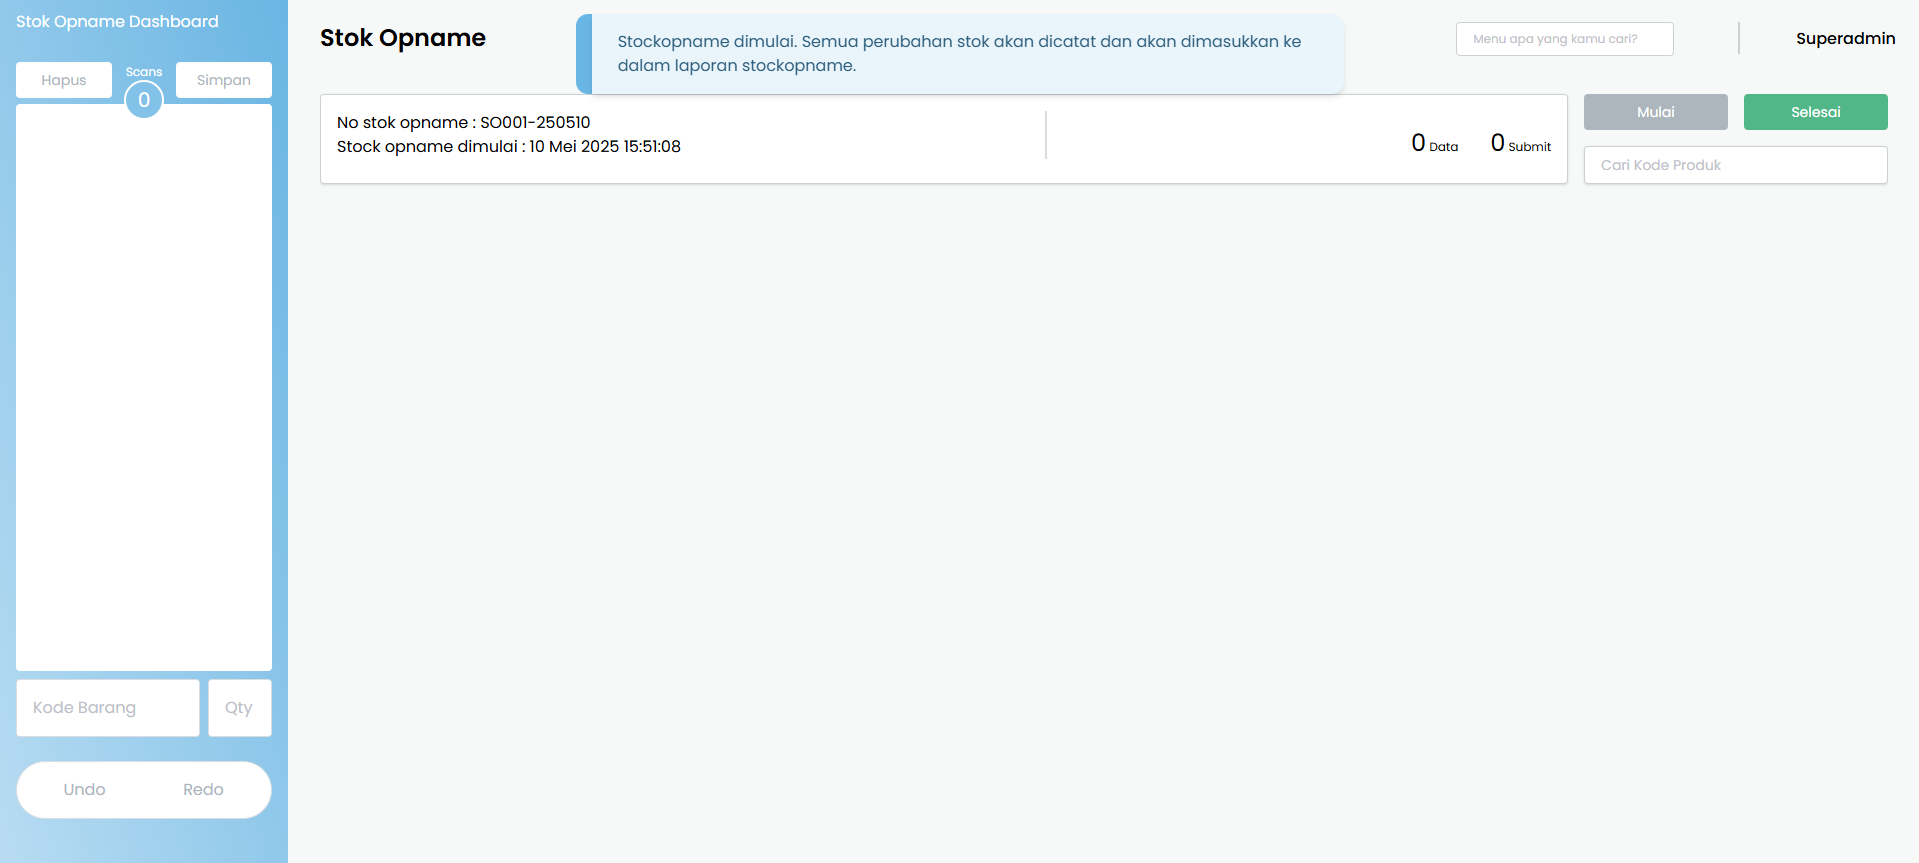 Stok Opname Dashboard
Hapus
Scans
0
Simpan
Kode Barang
Qty
Undo
Redo
Stok Opname
Stockopname dimulai. Semua perubahan stok akan dicatat dan akan dimasukkan ke
dalam laporan stockopname.
Menu apa yang kamu cari?
Superadmin
No stok opname : SO001-250510
Stock opname dimulai : 10 Mei 2025 15:51:08
0 Data
0 Submit
Mulai
Selesai
Cari Kode Produk